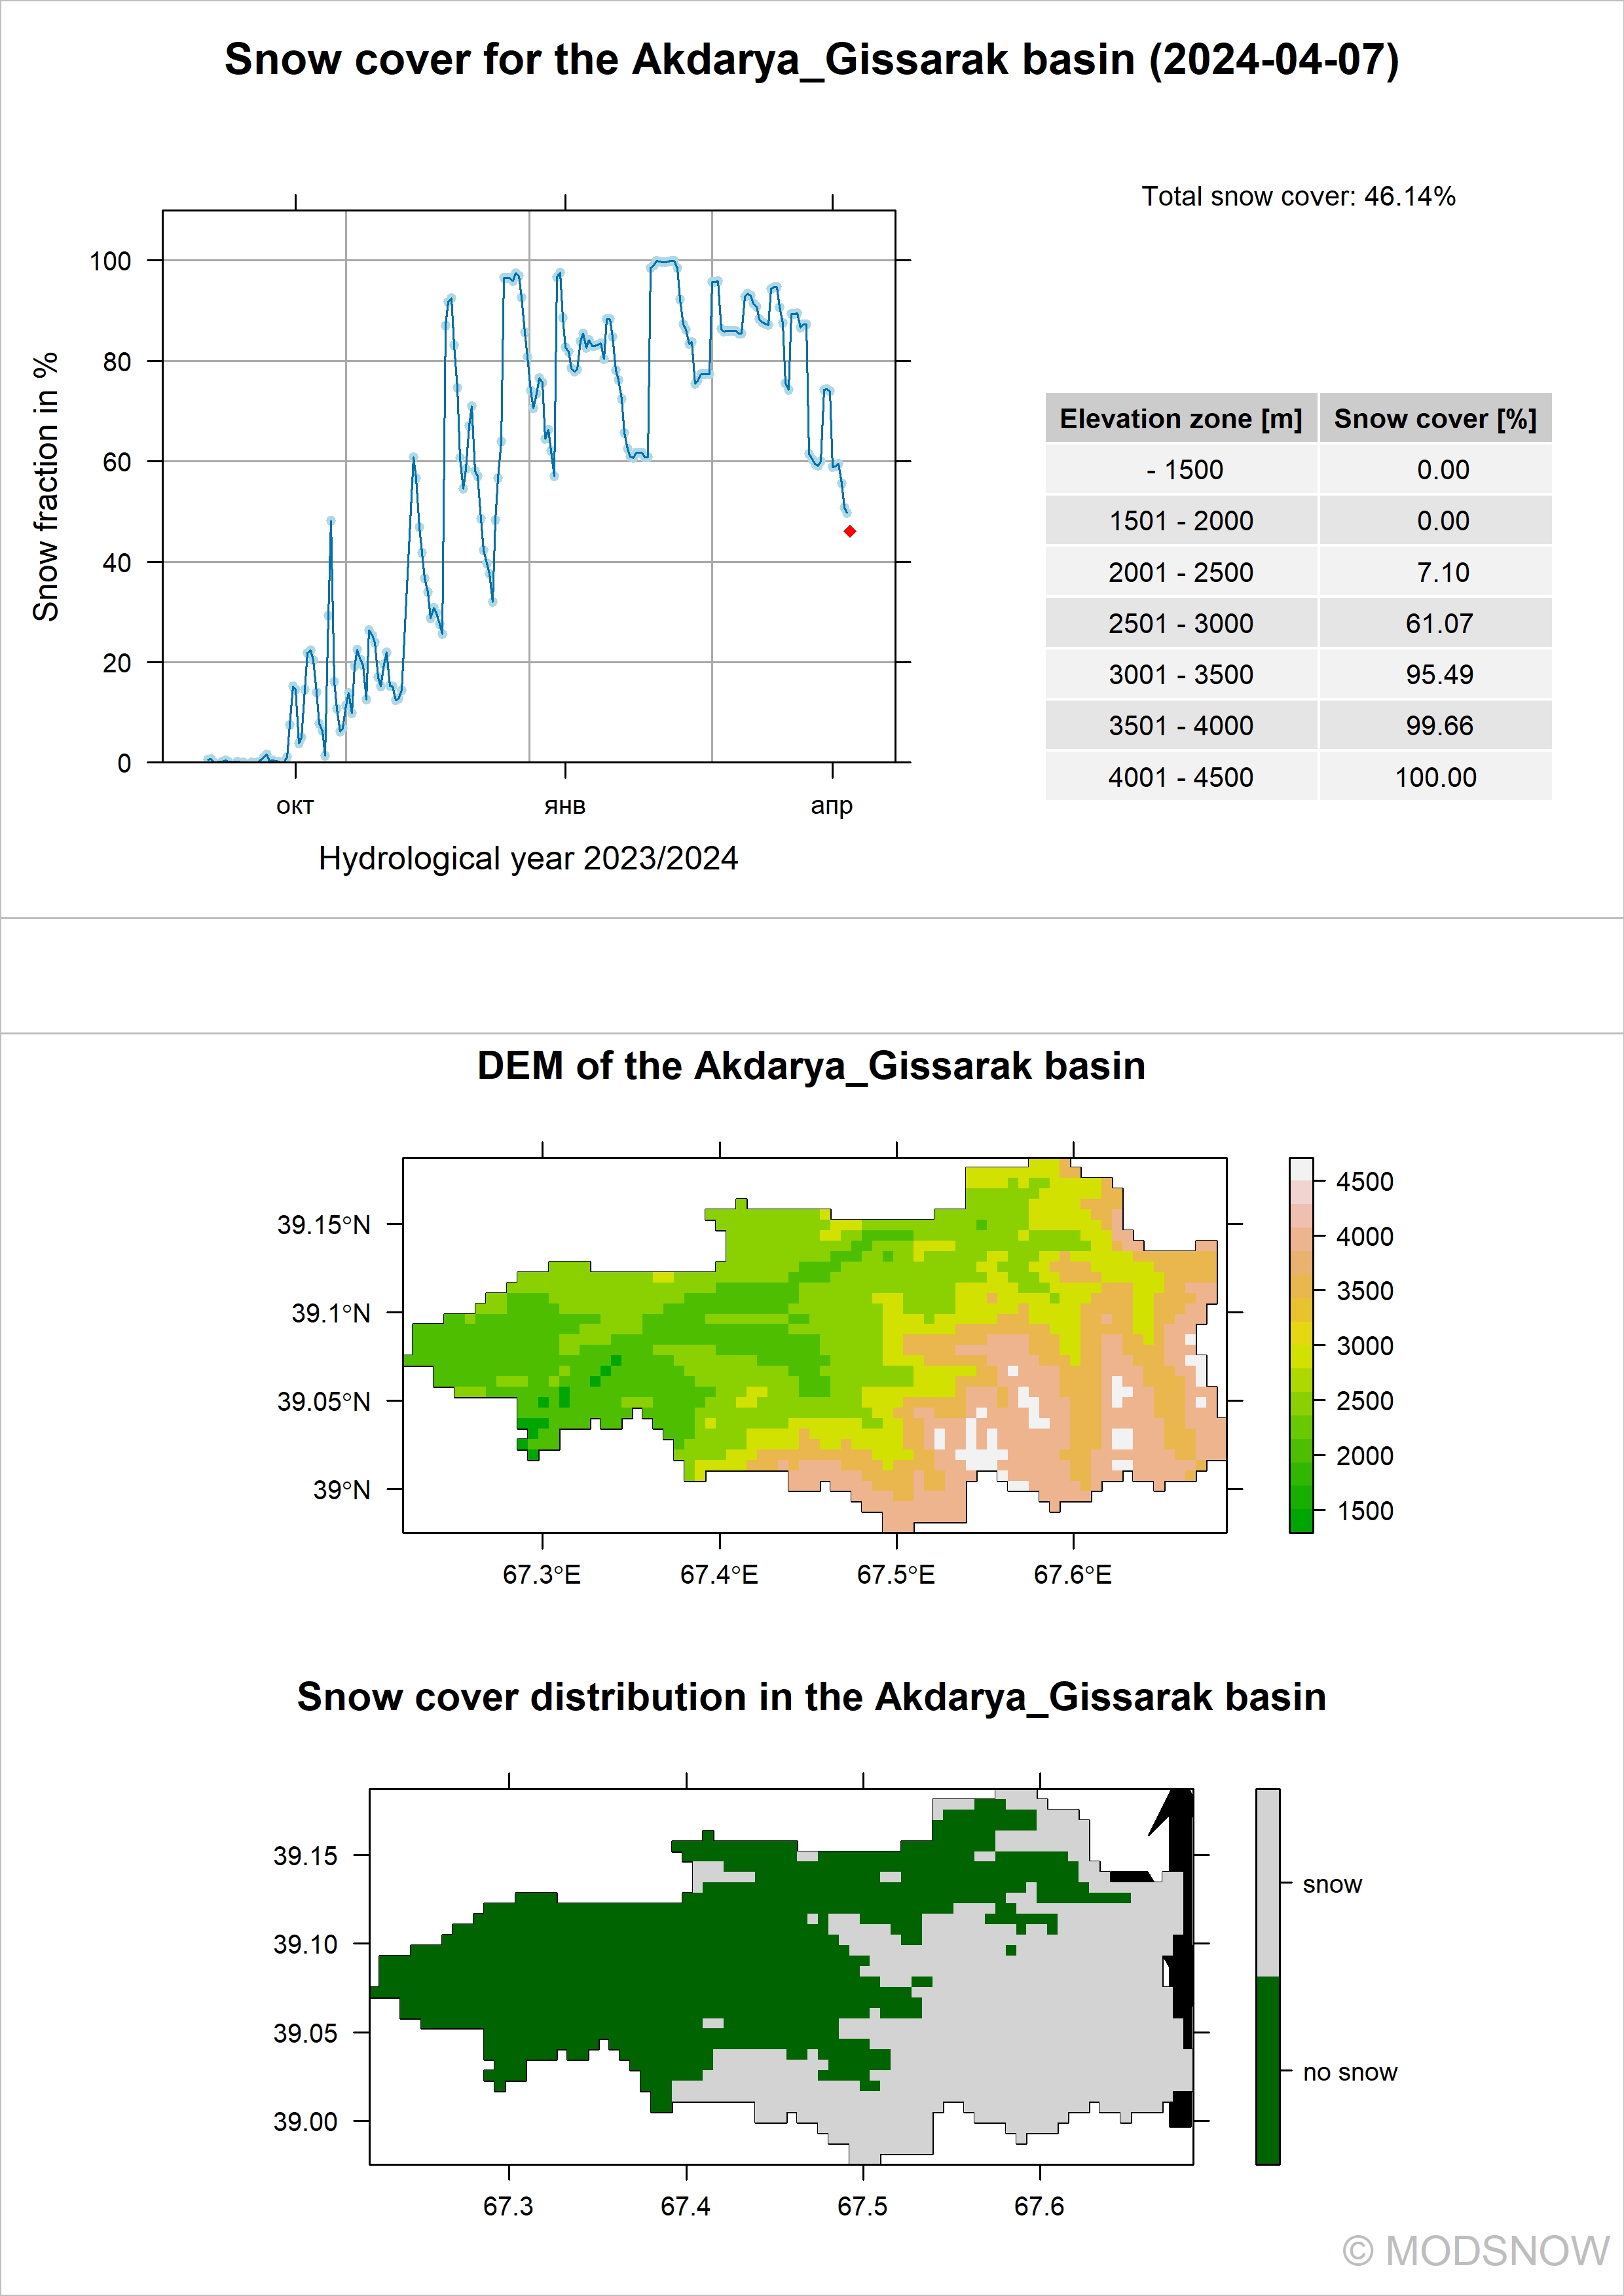 Snow cover for the Akdarya_Gissarak basin (2024-04-07)
Total snow cover: 46.14%
Snow fraction in %
100
80
60
40
20
0
окт янв апр
Hydrological year 2023/2024
Elevation zone [m] Snow cover [%]
- 1500 0.00
1501 - 2000 0.00
2001 - 2500 7.10
2501 - 3000 61.07
3001 - 3500 95.49
3501 - 4000 99.66
4001 - 4500 100.00
DEM of the Akdarya_Gissarak basin
39.15°N
39.1°N
39.05°N
39°N
67.3°E 67.4°E 67.5°E 67.6°E
4500
4000
3500
3000
2500
2000
1500
Snow cover distribution in the Akdarya_Gissarak basin
39.15
39.10
39.05
39.00
67.3 67.4 67.5 67.6
snow
no snow
© MODSNOW